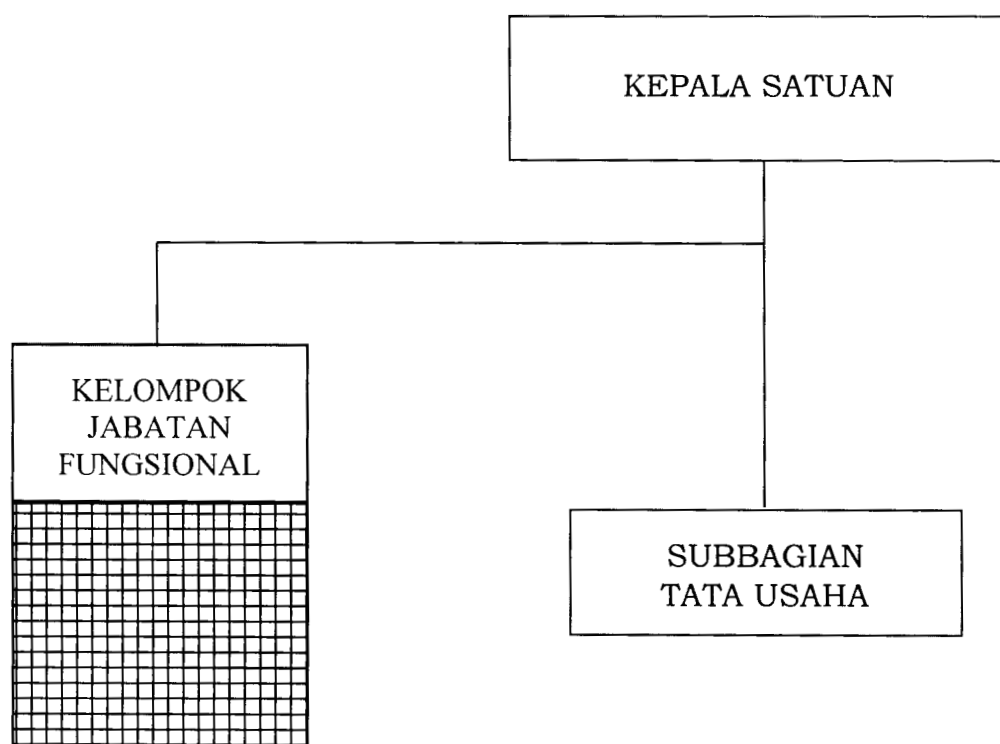 KEPALA SATUAN
KELOMPOK
JABATAN
FUNGSIONAL
SUBBAGIAN
TATA USAHA